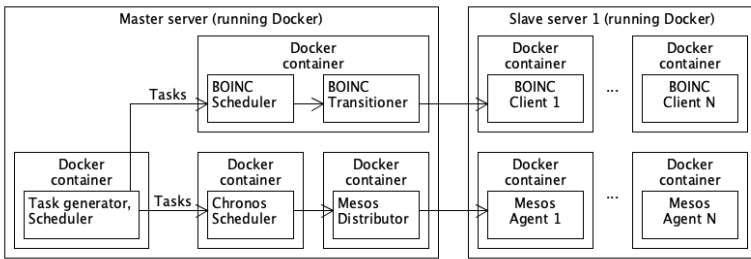 Master server (running Docker)
Slave server 1 (running Docker)
Docker
container
BOINC
Scheduler
BOINC
Transitioner
Tasks
Docker
container
BOINC
Client 1
...
Docker
container
BOINC
Client N
Docker
container
Task generator,
Scheduler
Tasks
Docker
container
Chronos
Scheduler
Docker
container
Mesos
Distributor
Docker
container
Mesos
Agent 1
...
Docker
container
Mesos
Agent N